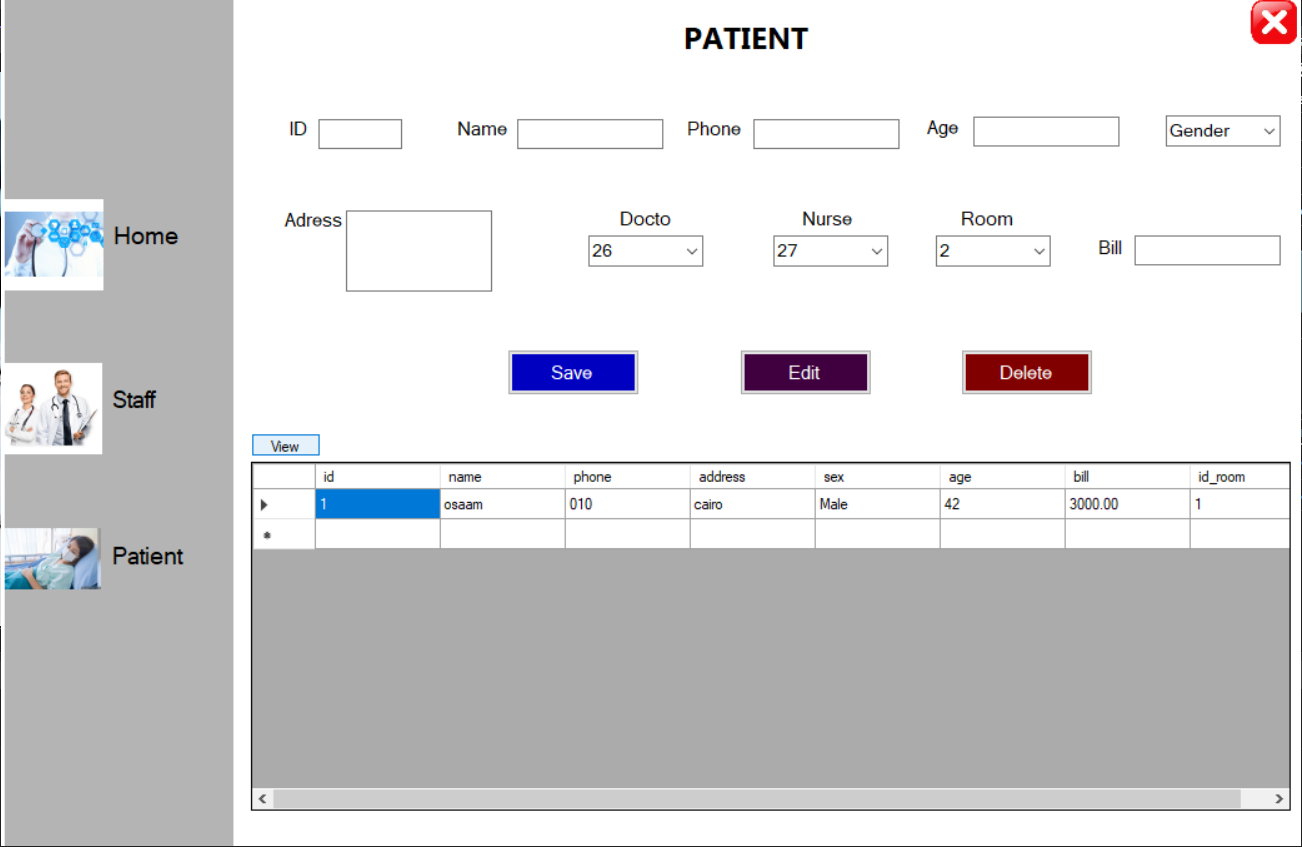 PATIENT
ID Name Phone Age Gender
Adress Docto Nurse Room
26 27 2 Bill
Home
Staff
Patient
Save Edit Delete
View
id name phone address sex age bill id_room
1 osaam 010 cairo Male 42 3000.00 1